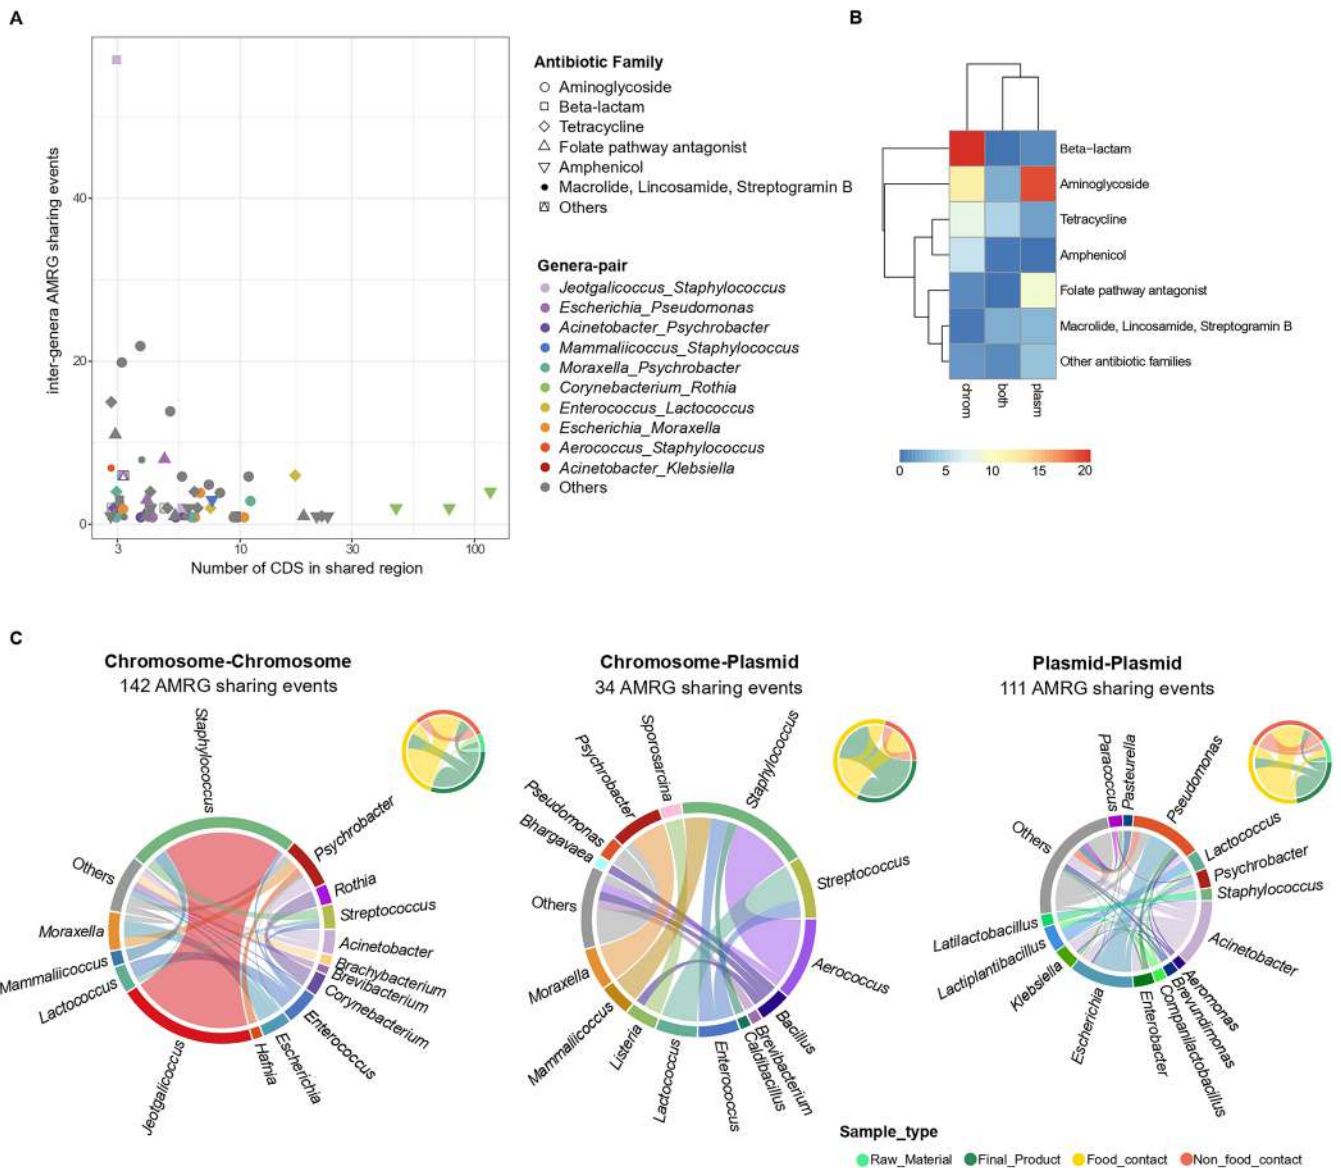 A
inter-genera AMRG sharing events
40
20
0
3
10
30
100
Number of CDS in shared region
Antibiotic Family
Aminoglycoside
Beta-lactam
Tetracycline
Folate pathway antagonist
Amphenicol
Macrolide, Lincosamide, Streptogramin B
Others
Genera-pair
Jeotgalicoccus_Staphylococcus
Escherichia_Pseudomonas
Acinetobacter_Psychrobacter
Mammaliicoccus_Staphylococcus
Moraxella_Psychrobacter
Corynebacterium_Rothia
Enterococcus_Lactococcus
Escherichia_Moraxella
Aerococcus_Staphylococcus
Acinetobacter_Klebsiella
Others
B
Beta-lactam
Aminoglycoside
Tetracycline
Amphenicol
Folate pathway antagonist
Macrolide, Lincosamide, Streptogramin B
Other antibiotic families
chrom
both
plasm
0
5
10
15
20
C
Chromosome-Chromosome
142 AMRG sharing events
Staphylococcus
Psychrobacter
Rothia
Streptococcus
Acinetobacter
Brachybacterium
Brevibacterium
Corynebacterium
Enterococcus
Escherichia
Hafnia
Jeotgalicoccus
Lactococcus
Mammaliicoccus
Moraxella
Others
Chromosome-Plasmid
34 AMRG sharing events
Staphylococcus
Streptococcus
Aerococcus
Bacillus
Brevibacterium
Caldibacillus
Enterococcus
Lactococcus
Listeria
Mammaliicoccus
Moraxella
Others
Bhargavaea
Pseudomonas
Psychrobacter
Sporosarcina
Plasmid-Plasmid
111 AMRG sharing events
Paracoccus
Pasteurella
Pseudomonas
Lactococcus
Psychrobacter
Staphylococcus
Acinetobacter
Aeromonas
Brevundimonas
Companilactobacillus
Enterobacter
Escherichia
Klebsiella
Lactiplantibacillus
Latilactobacillus
Others
Sample_type
Raw_Material
Final_Product
Food_contact
Non_food_contact